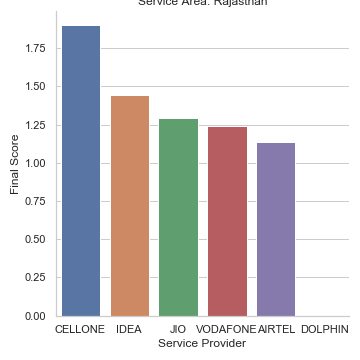 Service Area: Rajasthan
1.75
1.50
1.25
1.00
0.75
0.50
0.25
0.00
Final Score
CELLONE IDEA JIO VODAFONE AIRTEL DOLPHIN
Service Provider